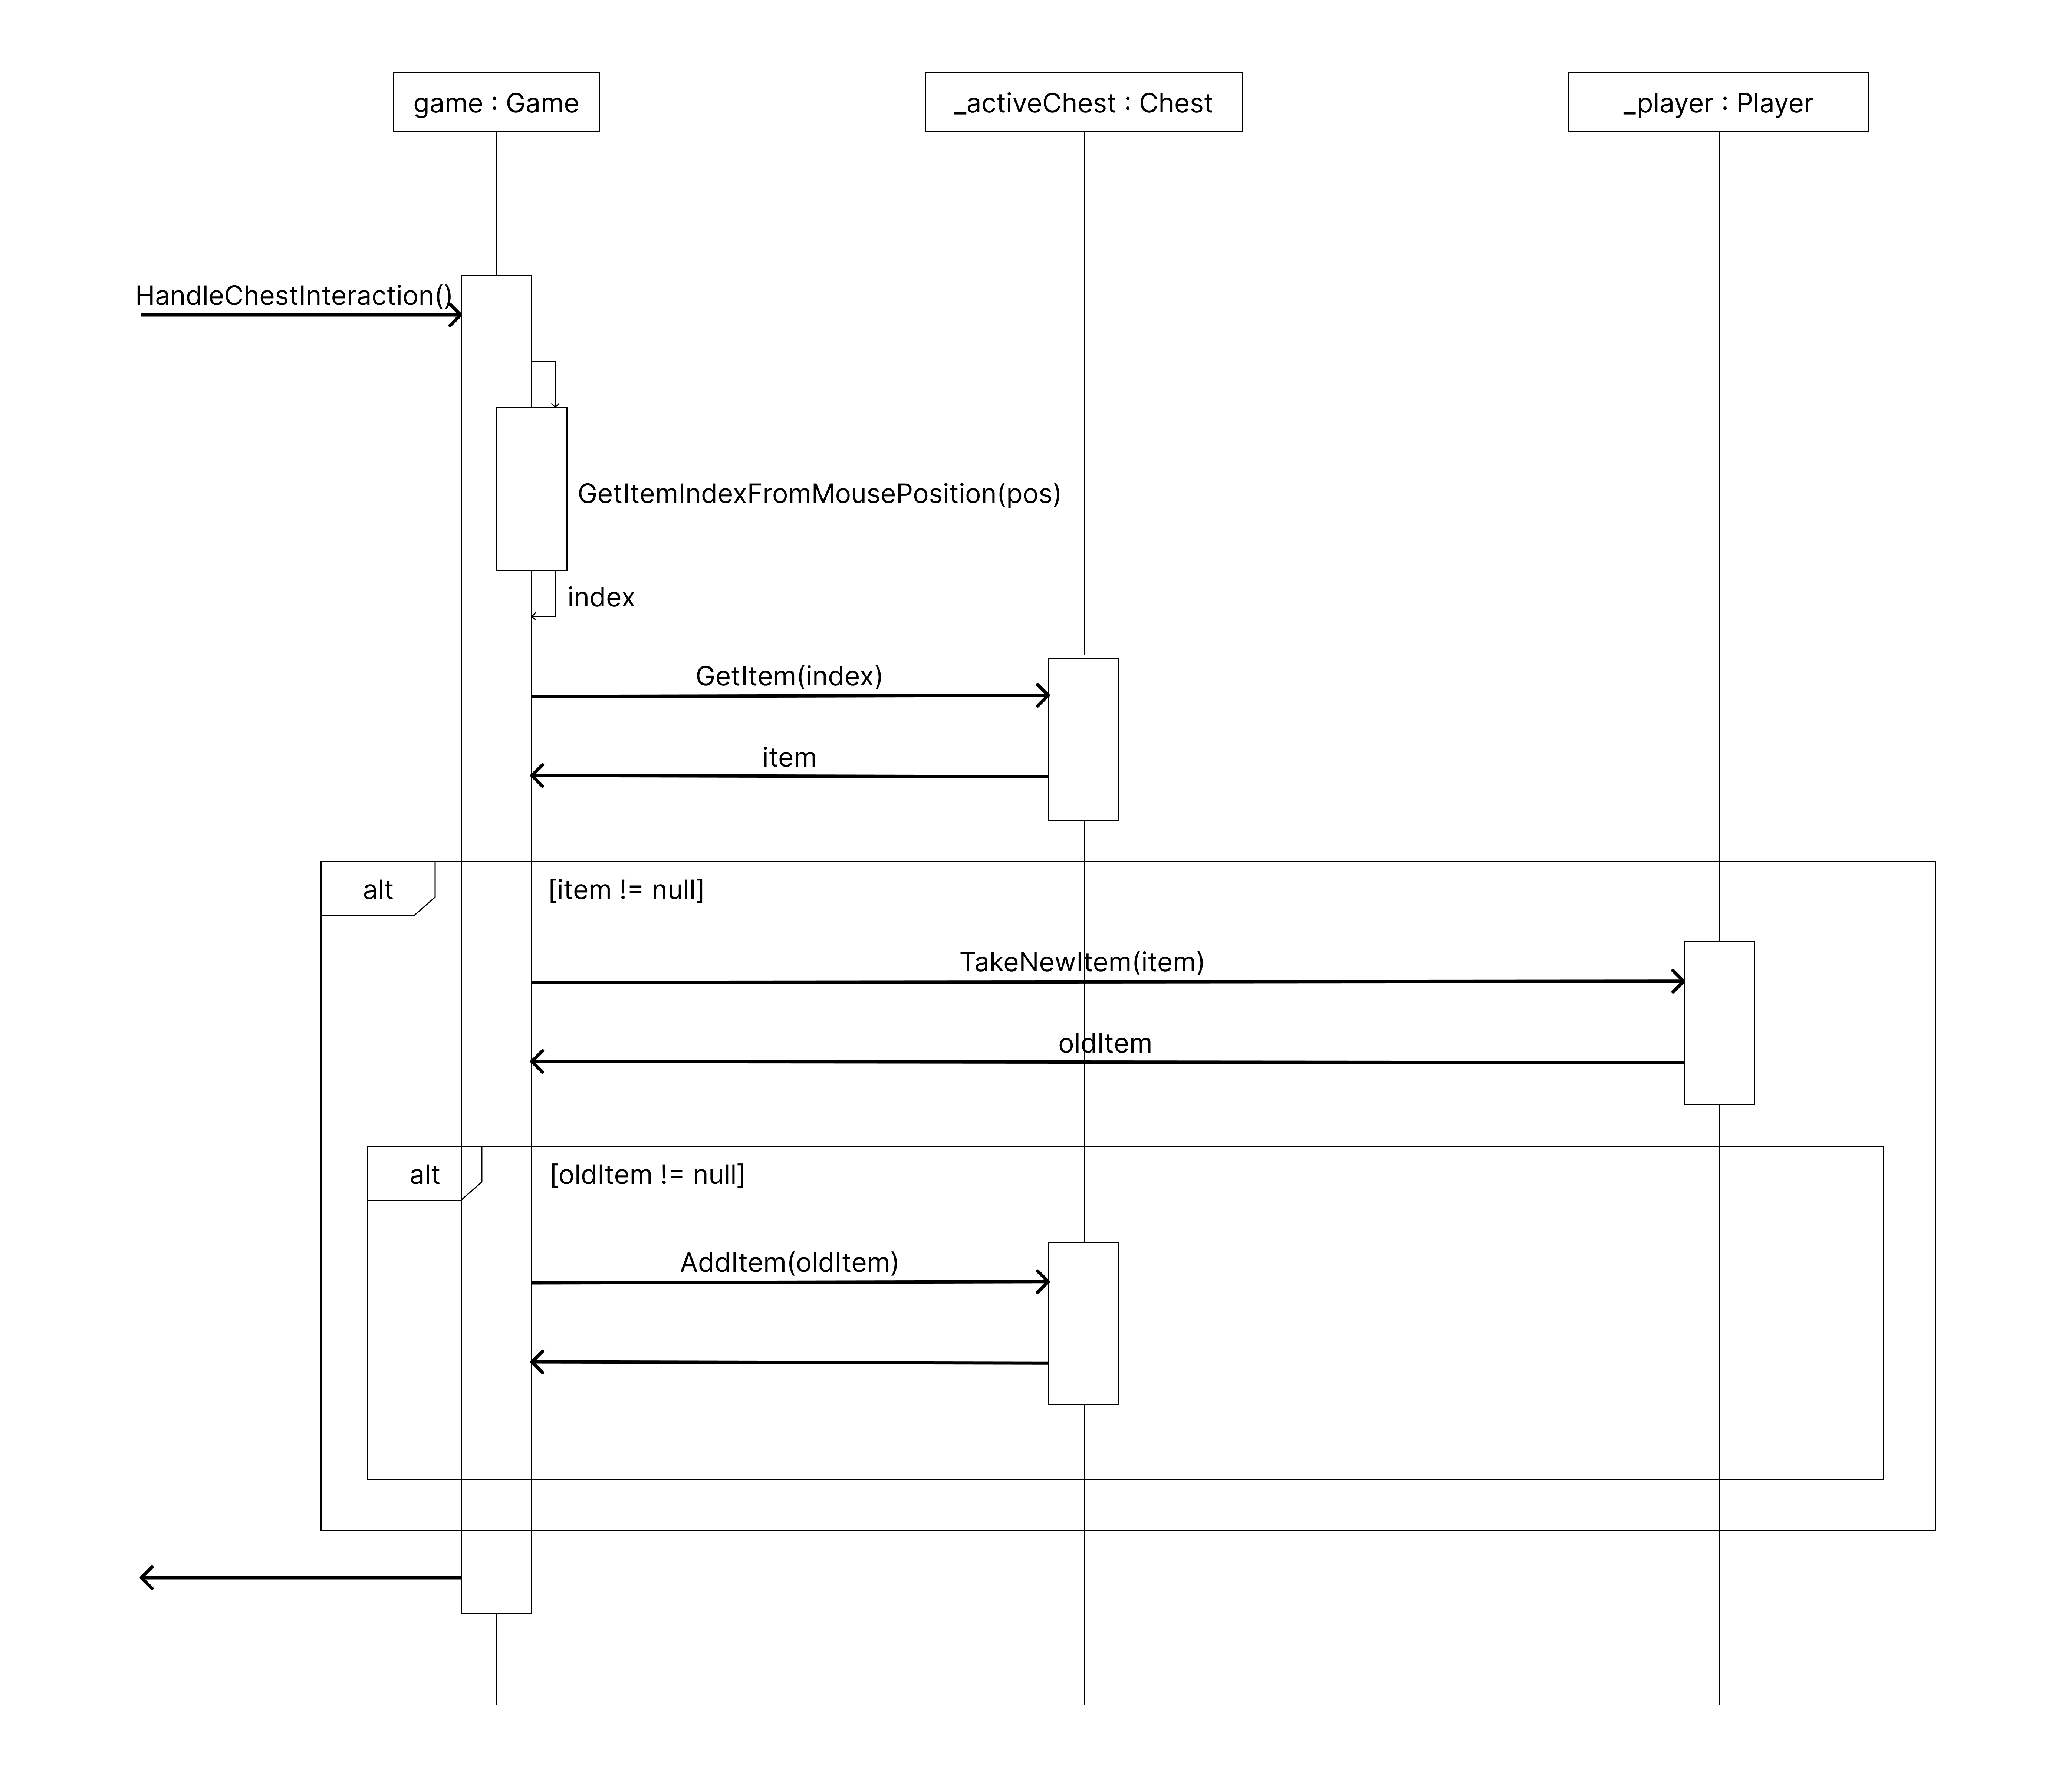 game : Game
_activeChest : Chest
_player : Player
HandleChestInteraction()
GetItemIndexFromMousePosition(pos)
index
GetItem(index)
item
alt
[item != null]
TakeNewItem(item)
oldItem
alt
[oldItem != null]
AddItem(oldItem)